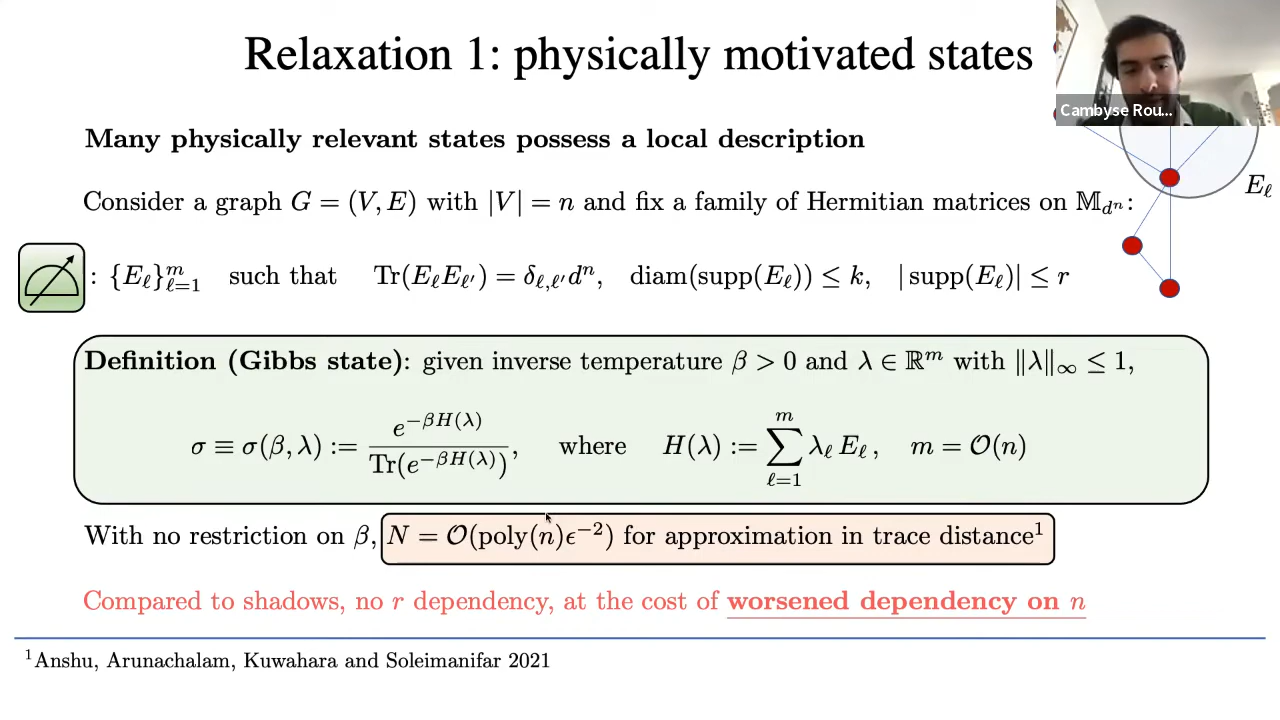 Relaxation 1: physically motivated states
Cambyse Rou...
Many physically relevant states possess a local description
E_ℓ
Consider a graph G = (V, E) with |V| = n and fix a family of Hermitian matrices on 𝕄_{d^n}:
: {E_ℓ}_{ℓ=1}^m such that Tr(E_ℓ E_ℓ′) = δ_{ℓ,ℓ′} d^n, diam(supp(E_ℓ)) ≤ k, | supp(E_ℓ)| ≤ r
Definition (Gibbs state): given inverse temperature β > 0 and λ ∈ ℝ^m with ‖λ‖_∞ ≤ 1,
σ ≡ σ(β, λ) := e^{−βH(λ)} / Tr(e^{−βH(λ)}), where H(λ) := ∑_{ℓ=1}^m λ_ℓ E_ℓ, m = 𝒪(n)
With no restriction on β, N = 𝒪(poly(n)ϵ^{−2}) for approximation in trace distance¹
Compared to shadows, no r dependency, at the cost of worsened dependency on n
¹Anshu, Arunachalam, Kuwahara and Soleimanifar 2021